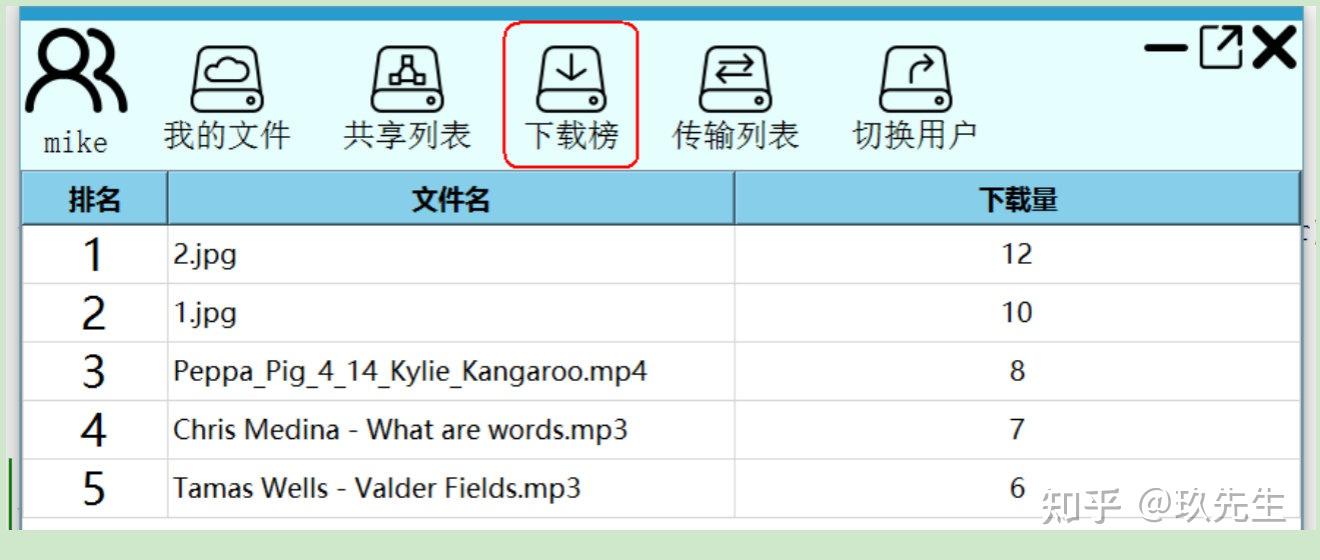 mike 我的文件 共享列表 下载榜 传输列表 切换用户
排名 文件名 下载量
1 2.jpg 12
2 1.jpg 10
3 Peppa_Pig_4_14_Kylie_Kangaroo.mp4 8
4 Chris Medina - What are words.mp3 7
5 Tamas Wells - Valder Fields.mp3 6
知乎 @玖先生